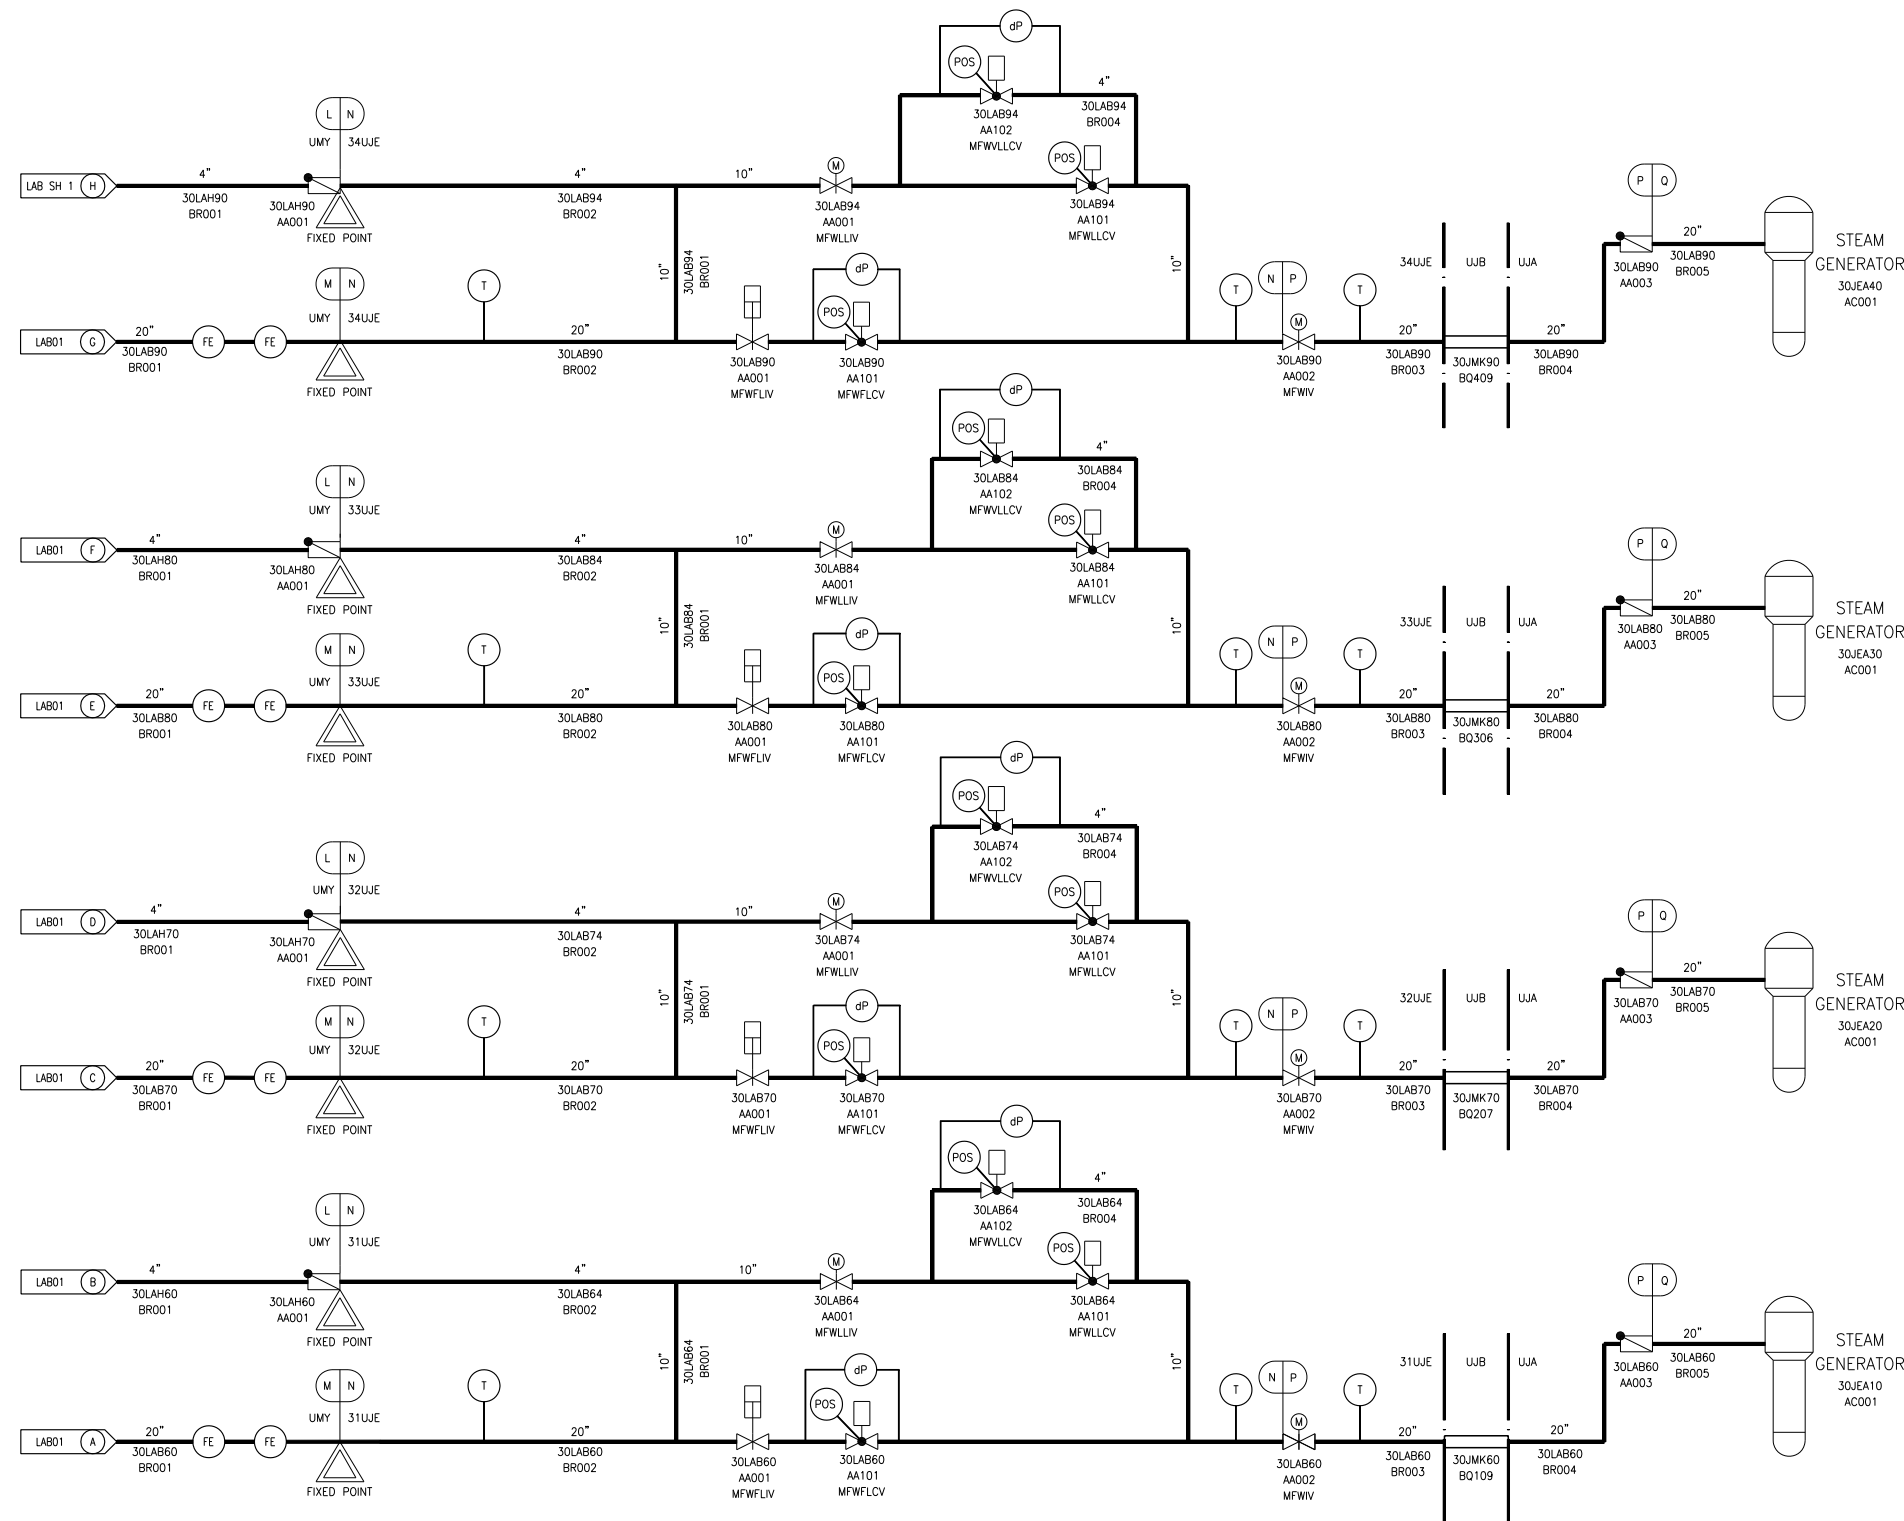 dP
POS
4"
30LAB94
BR004
30LAB94
AA102
MFWVLLCV
L N
UMY 34UJE
POS
LAB SH 1 H
4"
30LAH90
BR001
30LAH90
AA001
FIXED POINT
4"
30LAB94
BR002
10"
M
30LAB94
AA001
MFWLLIV
30LAB94
AA101
MFWLLCV
10"
30LAB94
BR001
10"
M N
UMY 34UJE
T
dP
POS
LAB01 G
20"
30LAB90
BR001
FE
FE
FIXED POINT
20"
30LAB90
BR002
30LAB90
AA001
MFWFLIV
30LAB90
AA101
MFWFLCV
T
N P
M
30LAB90
AA002
MFWIV
T
20"
30LAB90
BR003
34UJE
UJB
UJA
30JMK90
BQ409
20"
30LAB90
BR004
P Q
30LAB90
AA003
20"
30LAB90
BR005
STEAM
GENERATOR
30JEA40
AC001
dP
POS
4"
30LAB84
BR004
30LAB84
AA102
MFWVLLCV
L N
UMY 33UJE
POS
LAB01 F
4"
30LAH80
BR001
30LAH80
AA001
FIXED POINT
4"
30LAB84
BR002
10"
M
30LAB84
AA001
MFWLLIV
30LAB84
AA101
MFWLLCV
10"
30LAB84
BR001
10"
M N
UMY 33UJE
T
dP
POS
LAB01 E
20"
30LAB80
BR001
FE
FE
FIXED POINT
20"
30LAB80
BR002
30LAB80
AA001
MFWFLIV
30LAB80
AA101
MFWFLCV
T
N P
M
30LAB80
AA002
MFWIV
T
20"
30LAB80
BR003
33UJE
UJB
UJA
30JMK80
BQ306
20"
30LAB80
BR004
P Q
30LAB80
AA003
20"
30LAB80
BR005
STEAM
GENERATOR
30JEA30
AC001
dP
POS
4"
30LAB74
BR004
30LAB74
AA102
MFWVLLCV
L N
UMY 32UJE
POS
LAB01 D
4"
30LAH70
BR001
30LAH70
AA001
FIXED POINT
4"
30LAB74
BR002
10"
M
30LAB74
AA001
MFWLLIV
30LAB74
AA101
MFWLLCV
10"
30LAB74
BR001
10"
M N
UMY 32UJE
T
dP
POS
LAB01 C
20"
30LAB70
BR001
FE
FE
FIXED POINT
20"
30LAB70
BR002
30LAB70
AA001
MFWFLIV
30LAB70
AA101
MFWFLCV
T
N P
M
30LAB70
AA002
MFWIV
T
20"
30LAB70
BR003
32UJE
UJB
UJA
30JMK70
BQ207
20"
30LAB70
BR004
P Q
30LAB70
AA003
20"
30LAB70
BR005
STEAM
GENERATOR
30JEA20
AC001
dP
POS
4"
30LAB64
BR004
30LAB64
AA102
MFWVLLCV
L N
UMY 31UJE
POS
LAB01 B
4"
30LAH60
BR001
30LAH60
AA001
FIXED POINT
4"
30LAB64
BR002
10"
M
30LAB64
AA001
MFWLLIV
30LAB64
AA101
MFWLLCV
10"
30LAB64
BR001
10"
M N
UMY 31UJE
T
dP
POS
LAB01 A
20"
30LAB60
BR001
FE
FE
FIXED POINT
20"
30LAB60
BR002
30LAB60
AA001
MFWFLIV
30LAB60
AA101
MFWFLCV
T
N P
M
30LAB60
AA002
MFWIV
T
20"
30LAB60
BR003
31UJE
UJB
UJA
30JMK60
BQ109
20"
30LAB60
BR004
P Q
30LAB60
AA003
20"
30LAB60
BR005
STEAM
GENERATOR
30JEA10
AC001